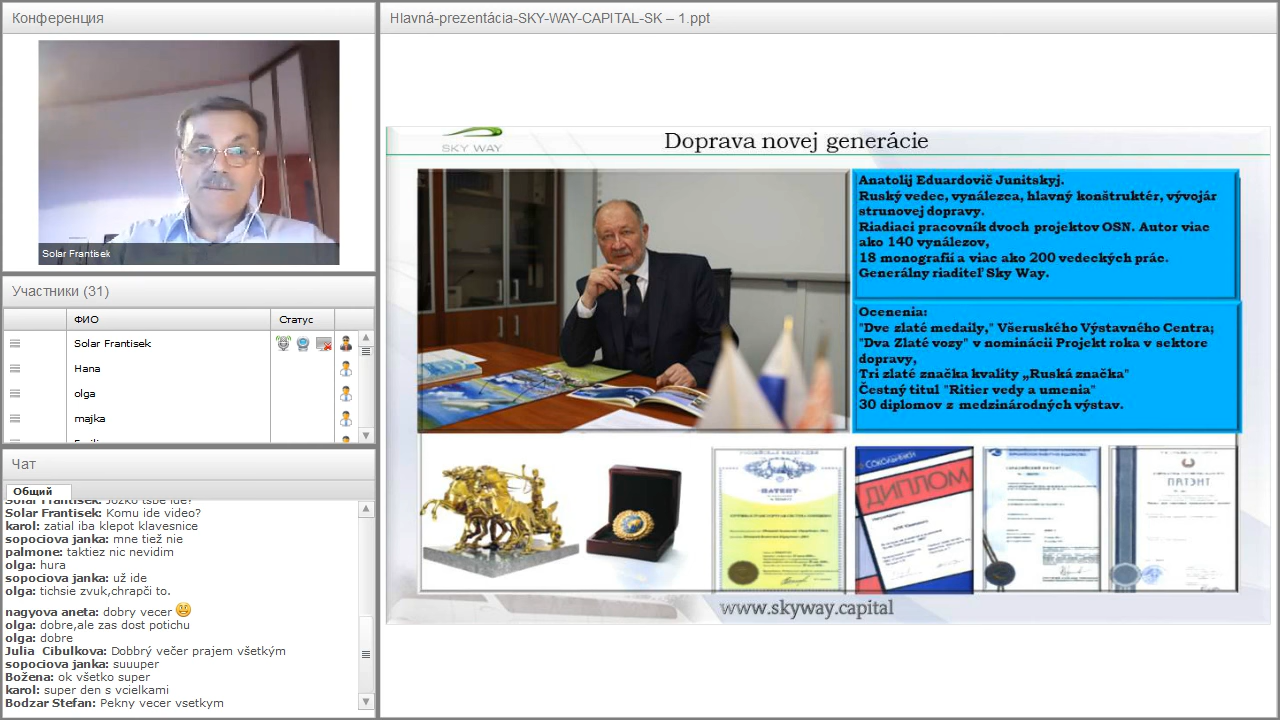 Конференция
Solar Frantisek
Участники (31)
ФИО
Статус
Solar Frantisek
Hana
olga
majka
Чат
Общий
Solar Frantisek: Jozko tebe ide?
Solar Frantisek: Komu ide video?
karol: zatial iba zvuk klavesnice
sopociova janka: mne tiež nie
palmone: taktiez nic nevidim
olga: hura
sopociova janka: už ide
olga: tichsie zvuk,chrapči to.
nagyova aneta: dobry vecer
olga: dobre,ale zas dost potichu
olga: dobre
Julia Cibulkova: Dobbrý večer prajem všetkým
sopociova janka: suuuper
Božena: ok všetko super
karol: super den s vcielkami
Bodzar Stefan: Pekny vecer vsetkym
Hlavná-prezentácia-SKY-WAY-CAPITAL-SK – 1.ppt
SKY WAY
Doprava novej generácie
Anatolij Eduardovič Junitskyj.
Ruský vedec, vynálezca, hlavný konštruktér, vývojár
strunovej dopravy.
Riadiaci pracovník dvoch projektov OSN. Autor viac
ako 140 vynálezov,
18 monografií a viac ako 200 vedeckých prác.
Generálny riaditeľ Sky Way.
Ocenenia:
"Dve zlaté medaily," Všeruského Výstavného Centra;
"Dva Zlaté vozy" v nominácii Projekt roka v sektore
dopravy,
Tri zlaté značka kvality „Ruská značka"
Čestný titul "Ritier vedy a umenia"
30 diplomov z medzinárodných výstav.
ПАТЕНТ
СОКОЛЬНИКИ
ДИПЛОМ
ПАТЭНТ
www.skyway.capital